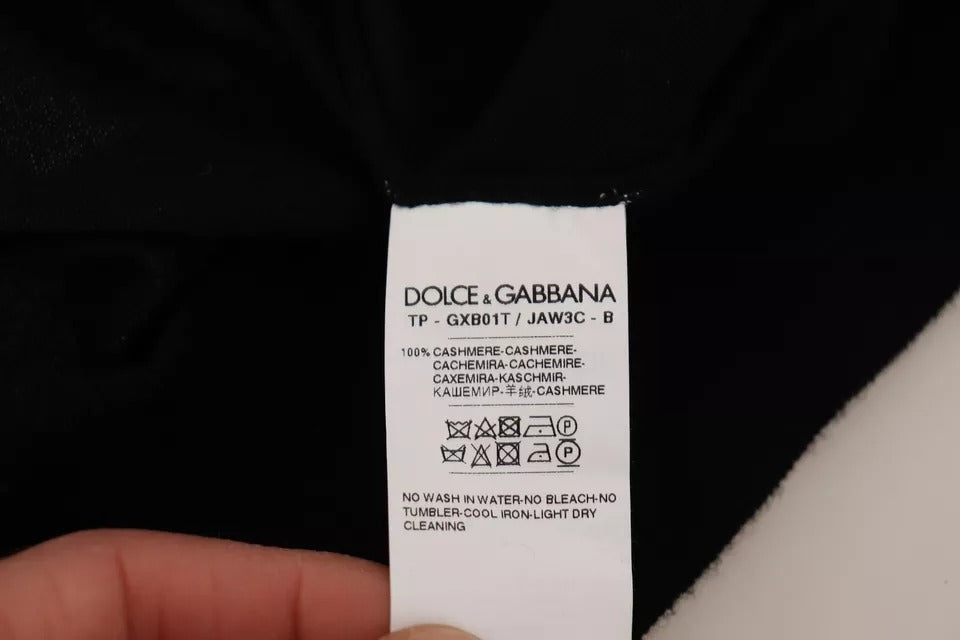 DOLCE & GABBANA
TP - GXB01T / JAW3C - B
100% CASHMERE-CASHMERE-
CACHEMIRA-CACHEMIRE-
CAXEMIRA-KASCHMIR-
КАШЕМИР-羊绒-CASHMERE
P
P
NO WASH IN WATER-NO BLEACH-NO
TUMBLER-COOL IRON-LIGHT DRY
CLEANING